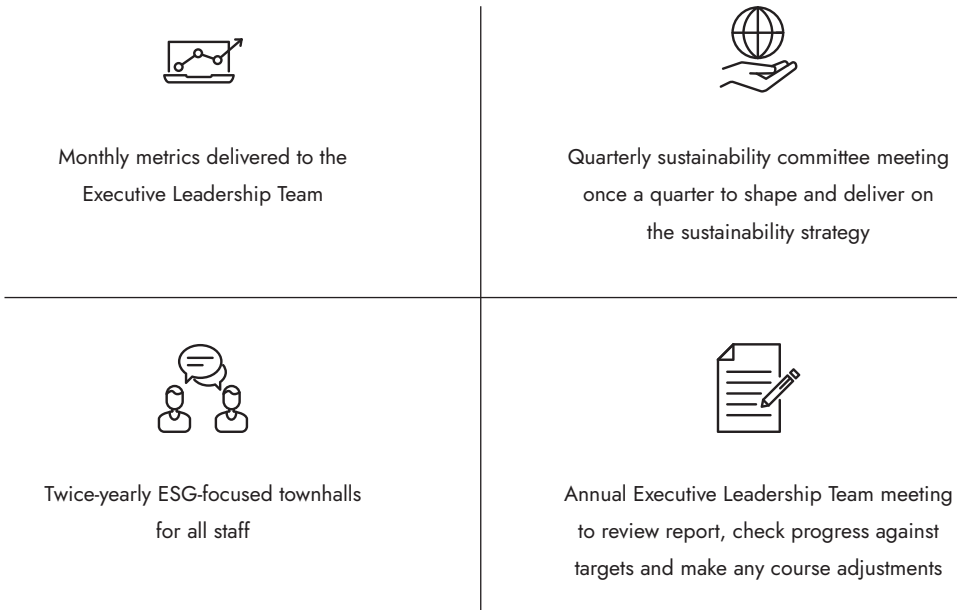 Monthly metrics delivered to the
Executive Leadership Team
Quarterly sustainability committee meeting
once a quarter to shape and deliver on
the sustainability strategy
Twice-yearly ESG-focused townhalls
for all staff
Annual Executive Leadership Team meeting
to review report, check progress against
targets and make any course adjustments